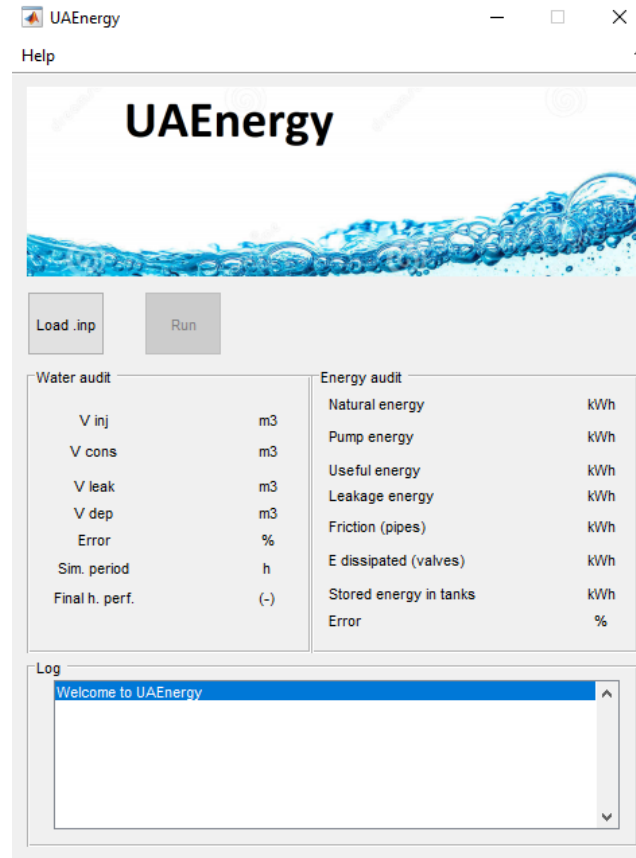 UAEnergy
Help
UAEnergy
Load .inp
Run
Water audit
V inj m3
V cons m3
V leak m3
V dep m3
Error %
Sim. period h
Final h. perf. (-)
Energy audit
Natural energy kWh
Pump energy kWh
Useful energy kWh
Leakage energy kWh
Friction (pipes) kWh
E dissipated (valves) kWh
Stored energy in tanks kWh
Error %
Log
Welcome to UAEnergy